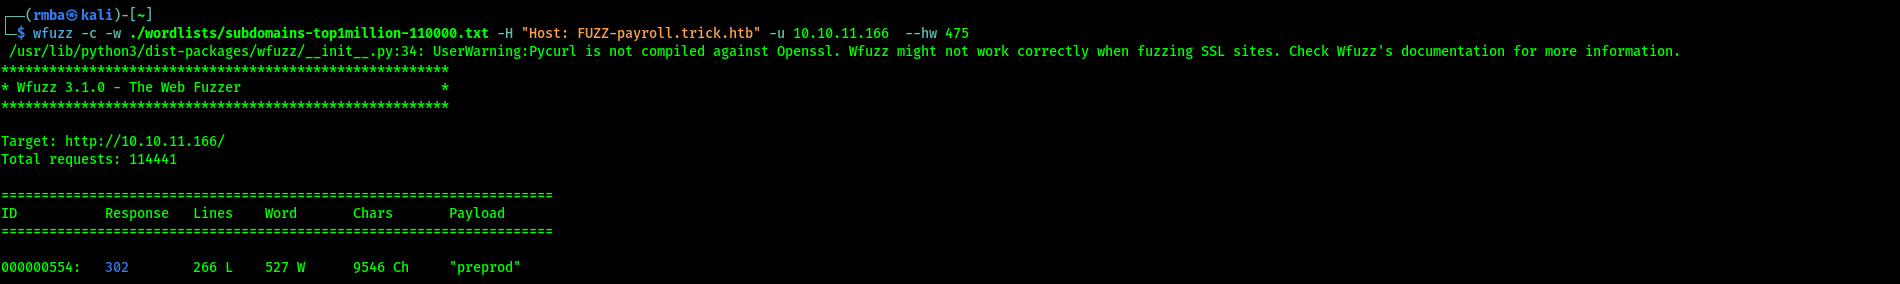 ┌──(rmba㉿kali)-[~]
└─$ wfuzz -c -w ./wordlists/subdomains-top1million-110000.txt -H "Host: FUZZ-payroll.trick.htb" -u 10.10.11.166  --hw 475
 /usr/lib/python3/dist-packages/wfuzz/__init__.py:34: UserWarning:Pycurl is not compiled against Openssl. Wfuzz might not work correctly when fuzzing SSL sites. Check Wfuzz's documentation for more information.
********************************************************
* Wfuzz 3.1.0 - The Web Fuzzer                         *
********************************************************
Target: http://10.10.11.166/
Total requests: 114441
=====================================================================
ID           Response   Lines    Word       Chars       Payload
=====================================================================
000000554:   302        266 L    527 W      9546 Ch     "preprod"